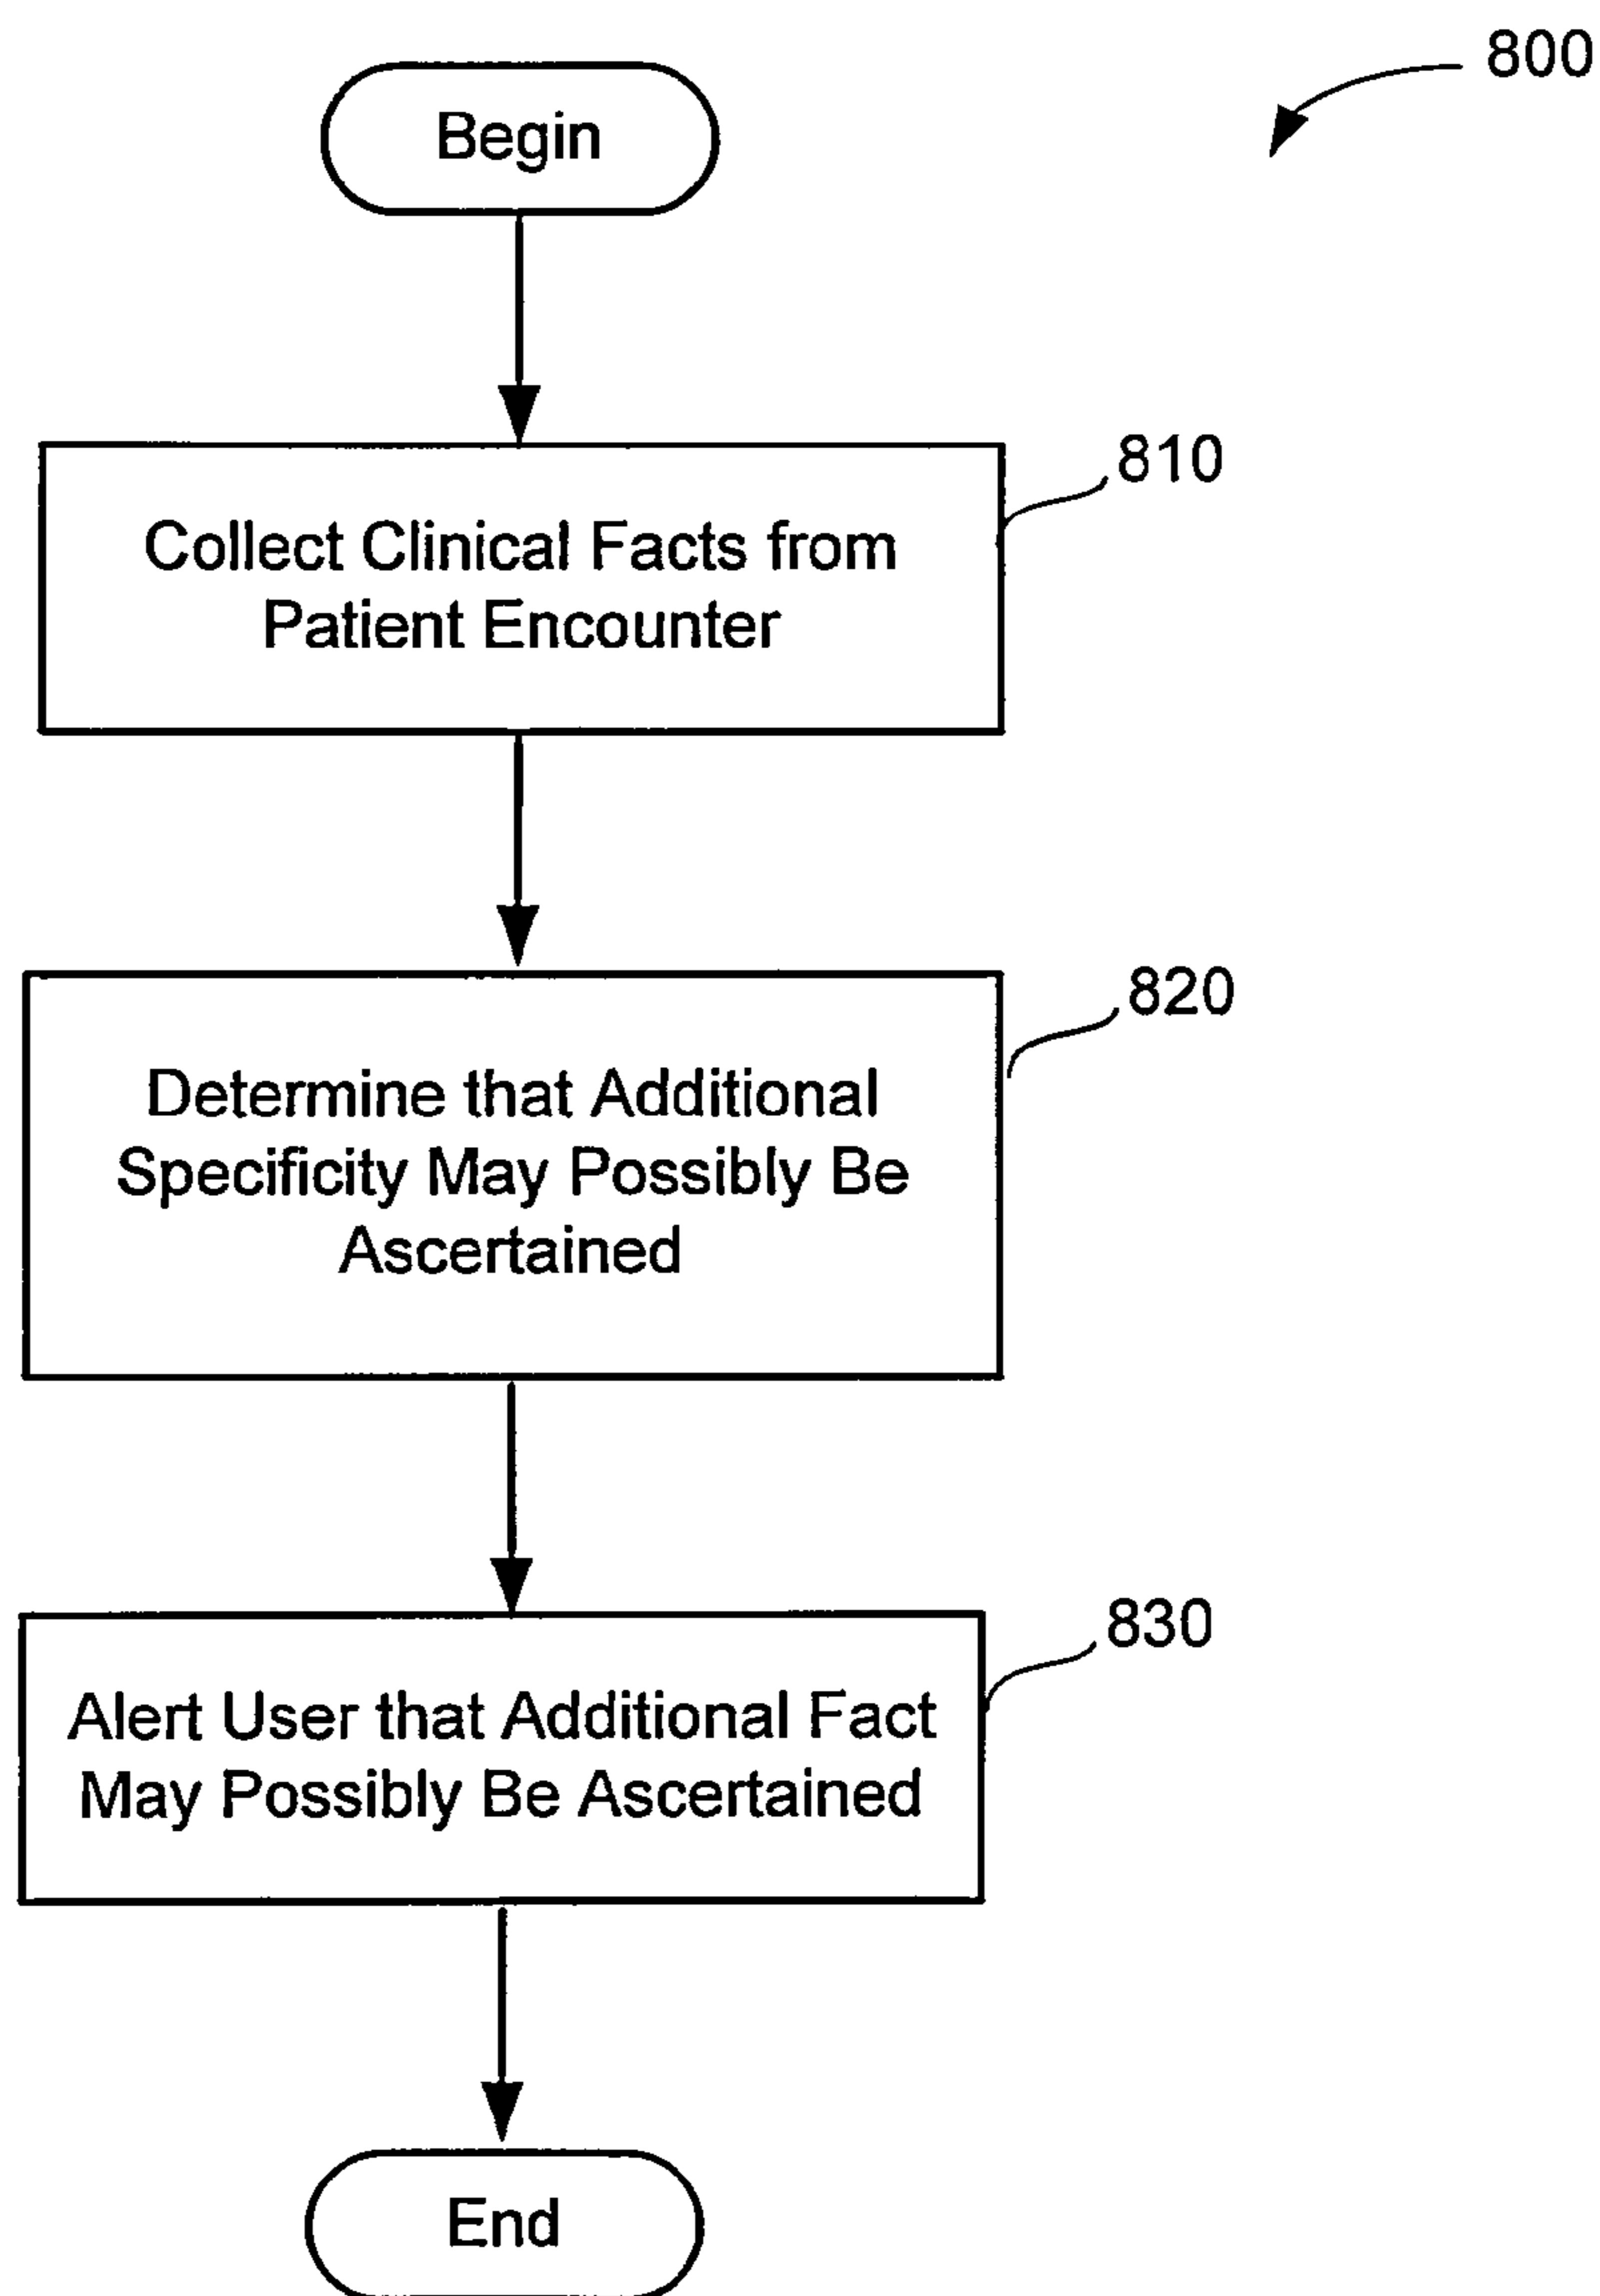 800
Begin
810
Collect Clinical Facts from
Patient Encounter
820
Determine that Additional
Specificity May Possibly Be
Ascertained
830
Alert User that Additional Fact
May Possibly Be Ascertained
End